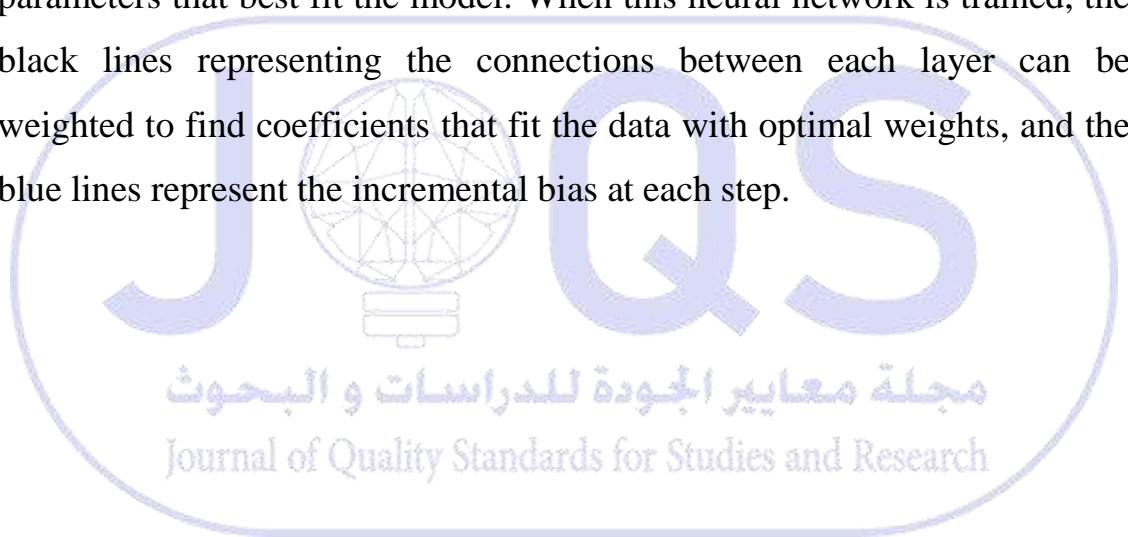 parameters that best fit the model. When this neural network is trained, the
black lines representing the connections between each layer can be
weighted to find coefficients that fit the data with optimal weights, and the
blue lines represent the incremental bias at each step.
J QS
مجلة معايير الجودة للدراسات و البحوث
Journal of Quality Standards for Studies and Research